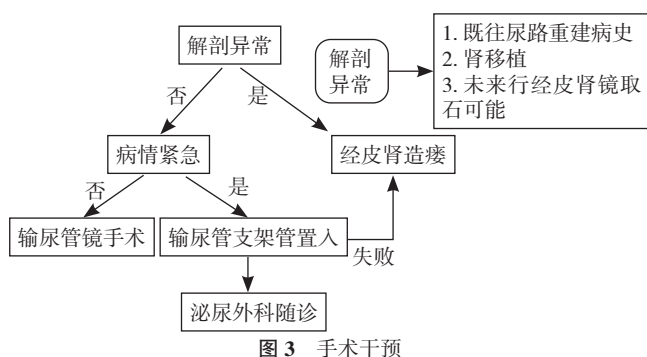 解剖异常
否
是
病情紧急
否
是
输尿管镜手术
输尿管支架管置入
失败
经皮肾造瘘
泌尿外科随诊
解剖
异常
1. 既往尿路重建病史
2. 肾移植
3. 未来行经皮肾镜取
石可能
图 3 手术干预